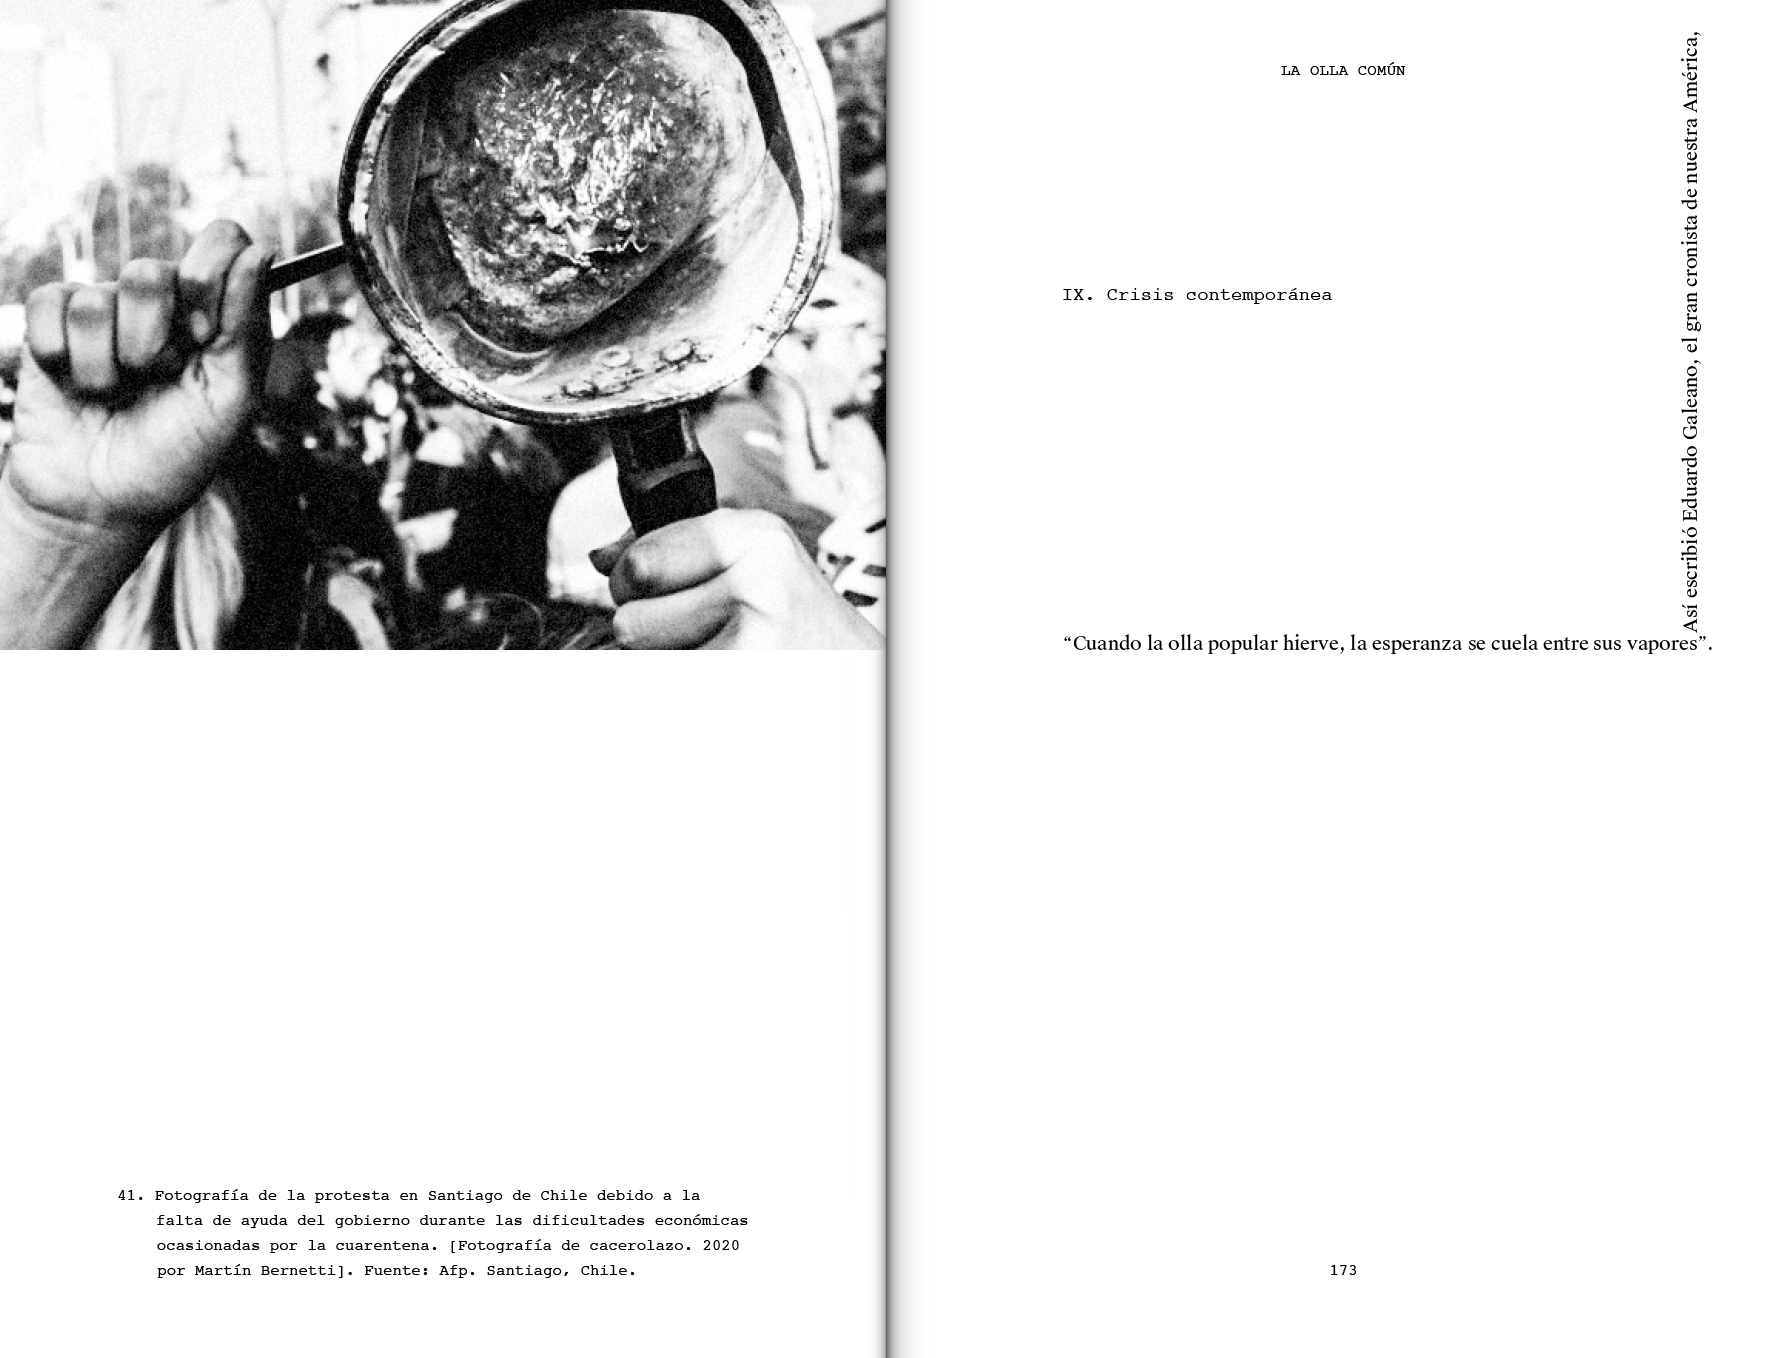 41. Fotografía de la protesta en Santiago de Chile debido a la
falta de ayuda del gobierno durante las dificultades económicas
ocasionadas por la cuarentena. [Fotografía de cacerolazo. 2020
por Martín Bernetti]. Fuente: Afp. Santiago, Chile.
LA OLLA COMÚN
IX. Crisis contemporánea
Así escribió Eduardo Galeano, el gran cronista de nuestra América,
“Cuando la olla popular hierve, la esperanza se cuela entre sus vapores”.
173